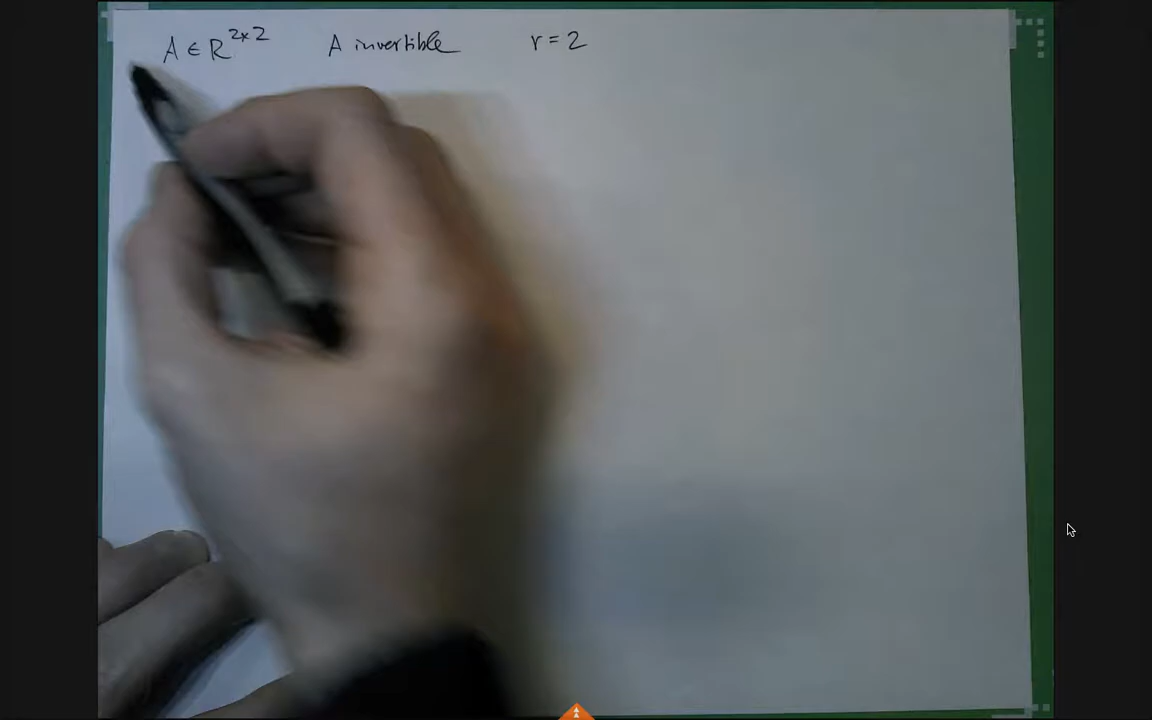 A ∈ R^{2×2} A invertible r = 2